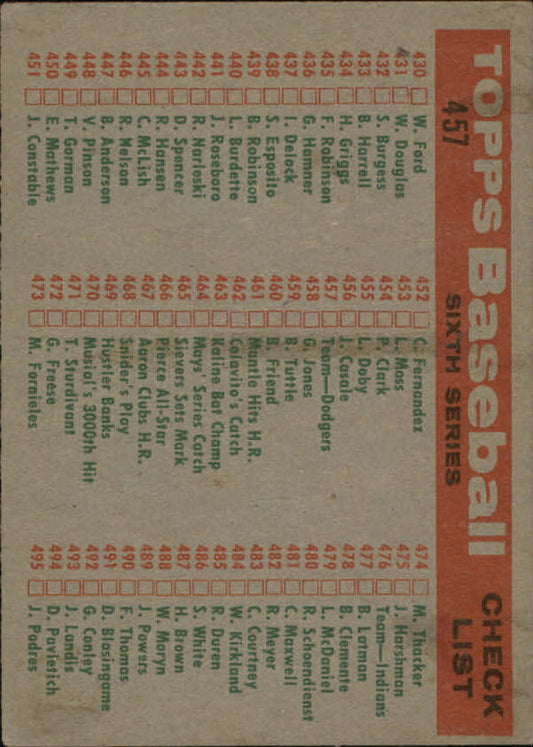 TOPPS Baseball CHECK LIST
457 SIXTH SERIES
430 W. Ford
431 W. Douglas
432 S. Burgess
433 B. Harrell
434 H. Griggs
435 F. Robinson
436 G. Hamner
437 I. Delock
438 S. Esposito
439 B. Robinson
440 L. Burdette
441 J. Roseboro
442 R. Narleski
443 D. Spencer
444 R. Hansen
445 C. McLish
446 R. Nelson
447 B. Anderson
448 V. Pinson
449 T. Gorman
450 E. Mathews
451 J. Constable
452 C. Fernandez
453 L. Moss
454 P. Clark
455 L. Doby
456 J. Casale
457 Team—Dodgers
458 G. Jones
459 B. Tuttle
460 B. Friend
461 Mantle Hits H.R.
462 Colavito's Catch
463 Kaline Bat Champ
464 Mays' Series Catch
465 Sievers Sets Mark
466 Pierce All-Star
467 Aaron Clubs H.R.
468 Snider's Play
469 Hustler Banks
470 Musial's 3000th Hit
471 T. Sturdivant
472 G. Freese
473 M. Fornieles
474 M. Thacker
475 J. Harshman
476 Team—Indians
477 B. Latman
478 B. Clemente
479 L. McDaniel
480 R. Schoendienst
481 C. Maxwell
482 R. Meyer
483 C. Courtney
484 W. Kirkland
485 R. Duren
486 S. White
487 H. Brown
488 W. Moryn
489 J. Powers
490 F. Thomas
491 D. Blasingame
492 G. Conley
493 J. Landis
494 D. Pavletich
495 J. Podres